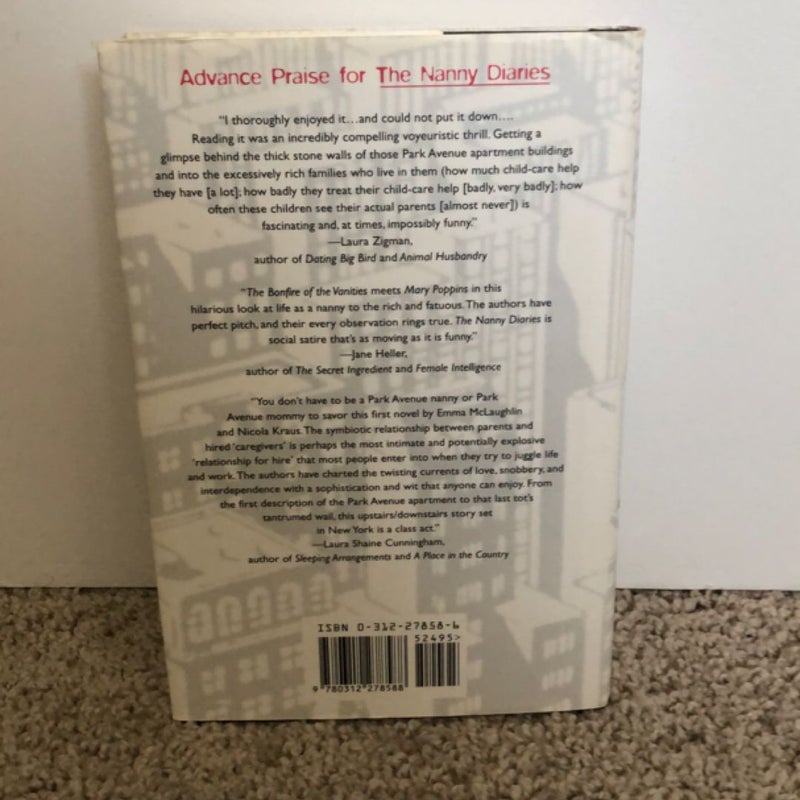 Advance Praise for The Nanny Diaries
"I thoroughly enjoyed it...and could not put it down....
Reading it was an incredibly compelling voyeuristic thrill. Getting a
glimpse behind the thick stone walls of those Park Avenue apartment buildings
and into the excessively rich families who live in them (how much child-care help
they have [a lot]; how badly they treat their child-care help [badly, very badly]; how
often these children see their actual parents [almost never]) is
fascinating and, at times, impossibly funny."
—Laura Zigman,
author of Dating Big Bird and Animal Husbandry
"The Bonfire of the Vanities meets Mary Poppins in this
hilarious look at life as a nanny to the rich and fatuous. The authors have
perfect pitch, and their every observation rings true. The Nanny Diaries is
social satire that's as moving as it is funny."
—Jane Heller,
author of The Secret Ingredient and Female Intelligence
"You don't have to be a Park Avenue nanny or Park
Avenue mommy to savor this first novel by Emma McLaughlin
and Nicola Kraus. The symbiotic relationship between parents and
hired 'caregivers' is perhaps the most intimate and potentially explosive
'relationship for hire' that most people enter into when they try to juggle life
and work. The authors have charted the twisting currents of love, snobbery, and
interdependence with a sophistication and wit that anyone can enjoy. From
the first description of the Park Avenue apartment to that last tot's
tantrumed wail, this upstairs/downstairs story set
in New York is a class act."
—Laura Shaine Cunningham,
author of Sleeping Arrangements and A Place in the Country
ISBN 0-312-27858-6
52495>
9 780312 278588